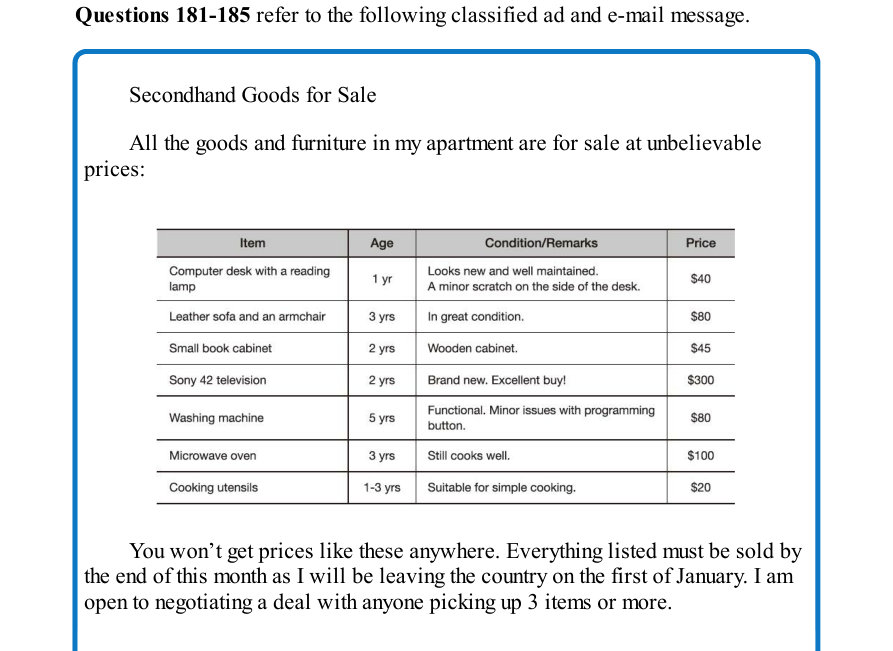 Questions 181-185 refer to the following classified ad and e-mail message.
Secondhand Goods for Sale
All the goods and furniture in my apartment are for sale at unbelievable
prices:
Item Age Condition/Remarks Price
Computer desk with a reading
lamp 1 yr Looks new and well maintained.
A minor scratch on the side of the desk. $40
Leather sofa and an armchair 3 yrs In great condition. $80
Small book cabinet 2 yrs Wooden cabinet. $45
Sony 42 television 2 yrs Brand new. Excellent buy! $300
Washing machine 5 yrs Functional. Minor issues with programming
button. $80
Microwave oven 3 yrs Still cooks well. $100
Cooking utensils 1-3 yrs Suitable for simple cooking. $20
You won’t get prices like these anywhere. Everything listed must be sold by
the end of this month as I will be leaving the country on the first of January. I am
open to negotiating a deal with anyone picking up 3 items or more.